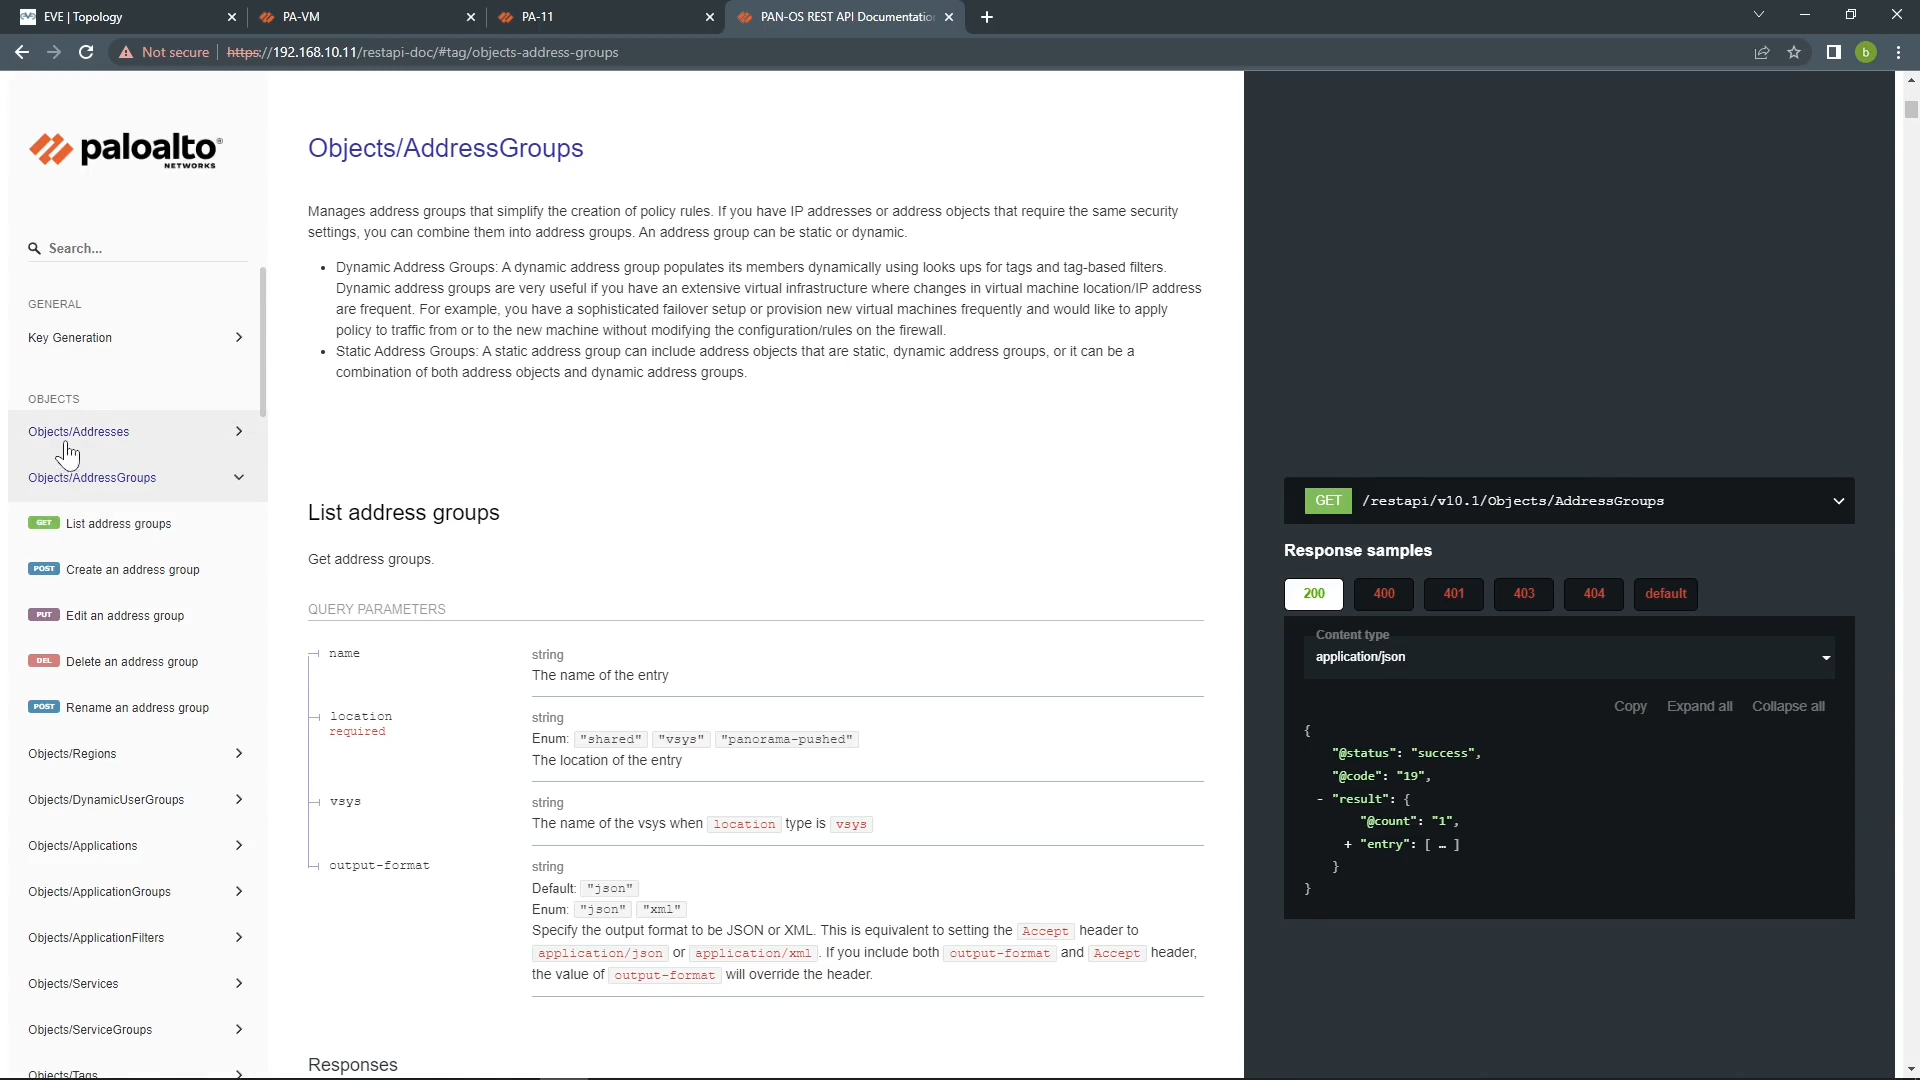 EVE | Topology
PA-VM
PA-11
PAN-OS REST API Documentation
Not secure
https://192.168.10.11/restapi-doc/#tag/objects-address-groups
b
paloalto®
NETWORKS
Search...
GENERAL
Key Generation
OBJECTS
Objects/Addresses
Objects/AddressGroups
GET List address groups
POST Create an address group
PUT Edit an address group
DEL Delete an address group
POST Rename an address group
Objects/Regions
Objects/DynamicUserGroups
Objects/Applications
Objects/ApplicationGroups
Objects/ApplicationFilters
Objects/Services
Objects/ServiceGroups
Objects/Tags
Objects/AddressGroups
Manages address groups that simplify the creation of policy rules. If you have IP addresses or address objects that require the same security
settings, you can combine them into address groups. An address group can be static or dynamic.
• Dynamic Address Groups: A dynamic address group populates its members dynamically using looks ups for tags and tag-based filters.
Dynamic address groups are very useful if you have an extensive virtual infrastructure where changes in virtual machine location/IP address
are frequent. For example, you have a sophisticated failover setup or provision new virtual machines frequently and would like to apply
policy to traffic from or to the new machine without modifying the configuration/rules on the firewall.
• Static Address Groups: A static address group can include address objects that are static, dynamic address groups, or it can be a
combination of both address objects and dynamic address groups.
List address groups
Get address groups.
QUERY PARAMETERS
name
string
The name of the entry
location
required
string
Enum: "shared" "vsys" "panorama-pushed"
The location of the entry
vsys
string
The name of the vsys when location type is vsys
output-format
string
Default: "json"
Enum: "json" "xml"
Specify the output format to be JSON or XML. This is equivalent to setting the Accept header to
application/json or application/xml . If you include both output-format and Accept header,
the value of output-format will override the header.
Responses
GET /restapi/v10.1/Objects/AddressGroups
Response samples
200 400 401 403 404 default
Content type
application/json
Copy Expand all Collapse all
{
"@status": "success",
"@code": "19",
- "result": {
"@count": "1",
+ "entry": [ … ]
}
}